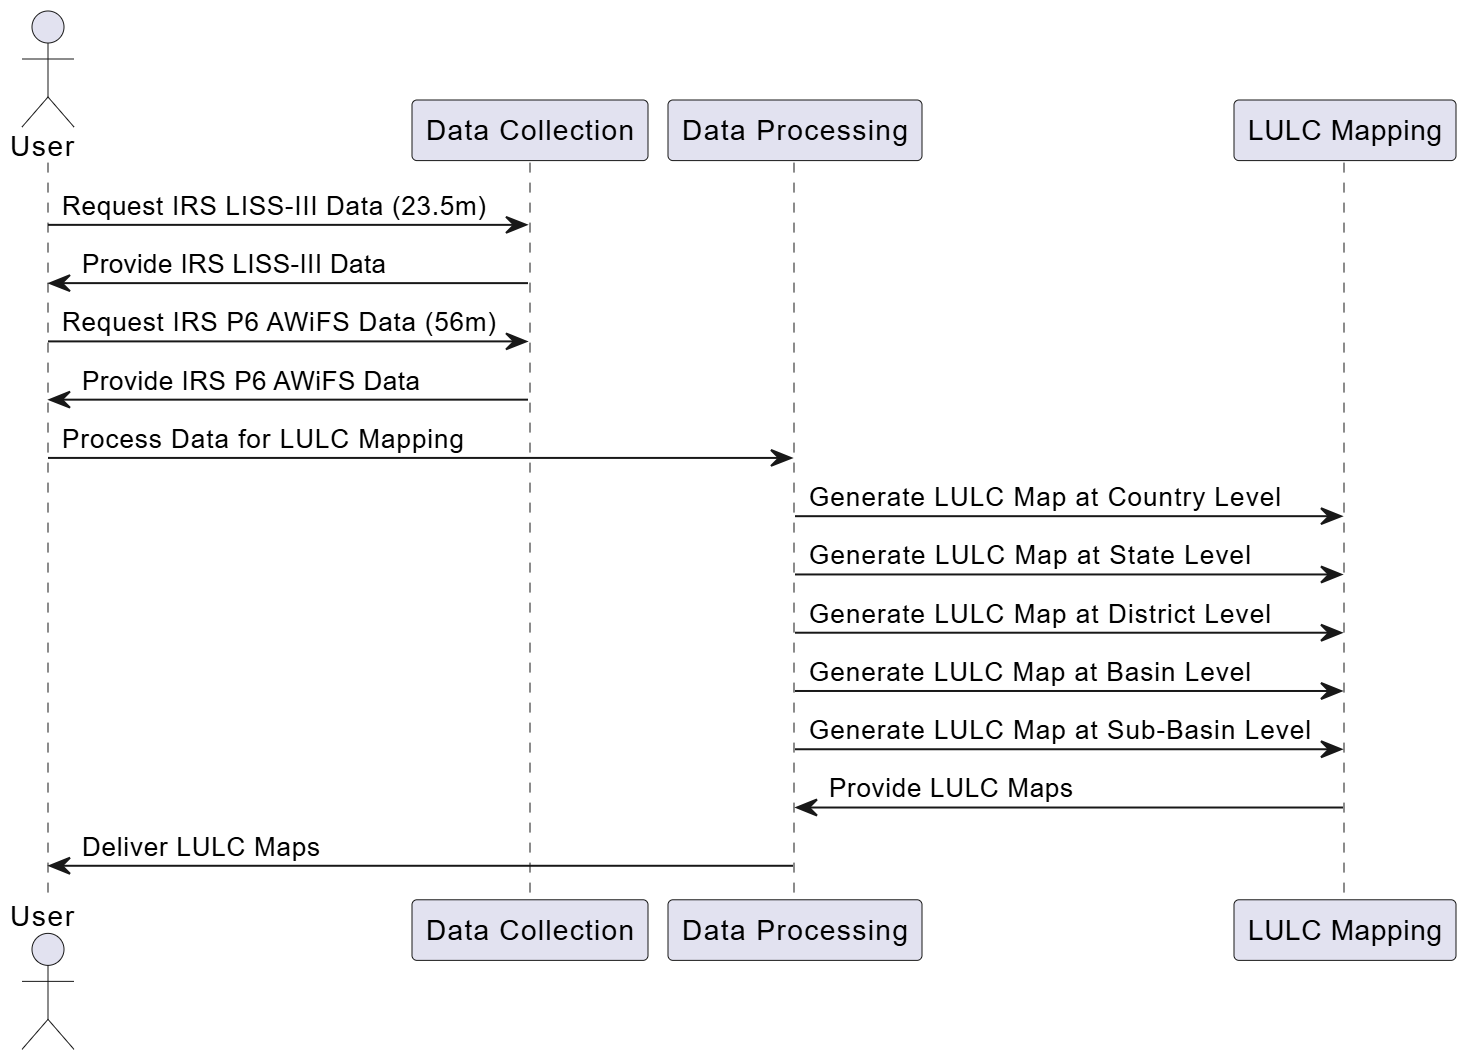 User
Data Collection
Data Processing
LULC Mapping
Request IRS LISS-III Data (23.5m)
Provide IRS LISS-III Data
Request IRS P6 AWiFS Data (56m)
Provide IRS P6 AWiFS Data
Process Data for LULC Mapping
Generate LULC Map at Country Level
Generate LULC Map at State Level
Generate LULC Map at District Level
Generate LULC Map at Basin Level
Generate LULC Map at Sub-Basin Level
Provide LULC Maps
Deliver LULC Maps
User
Data Collection
Data Processing
LULC Mapping